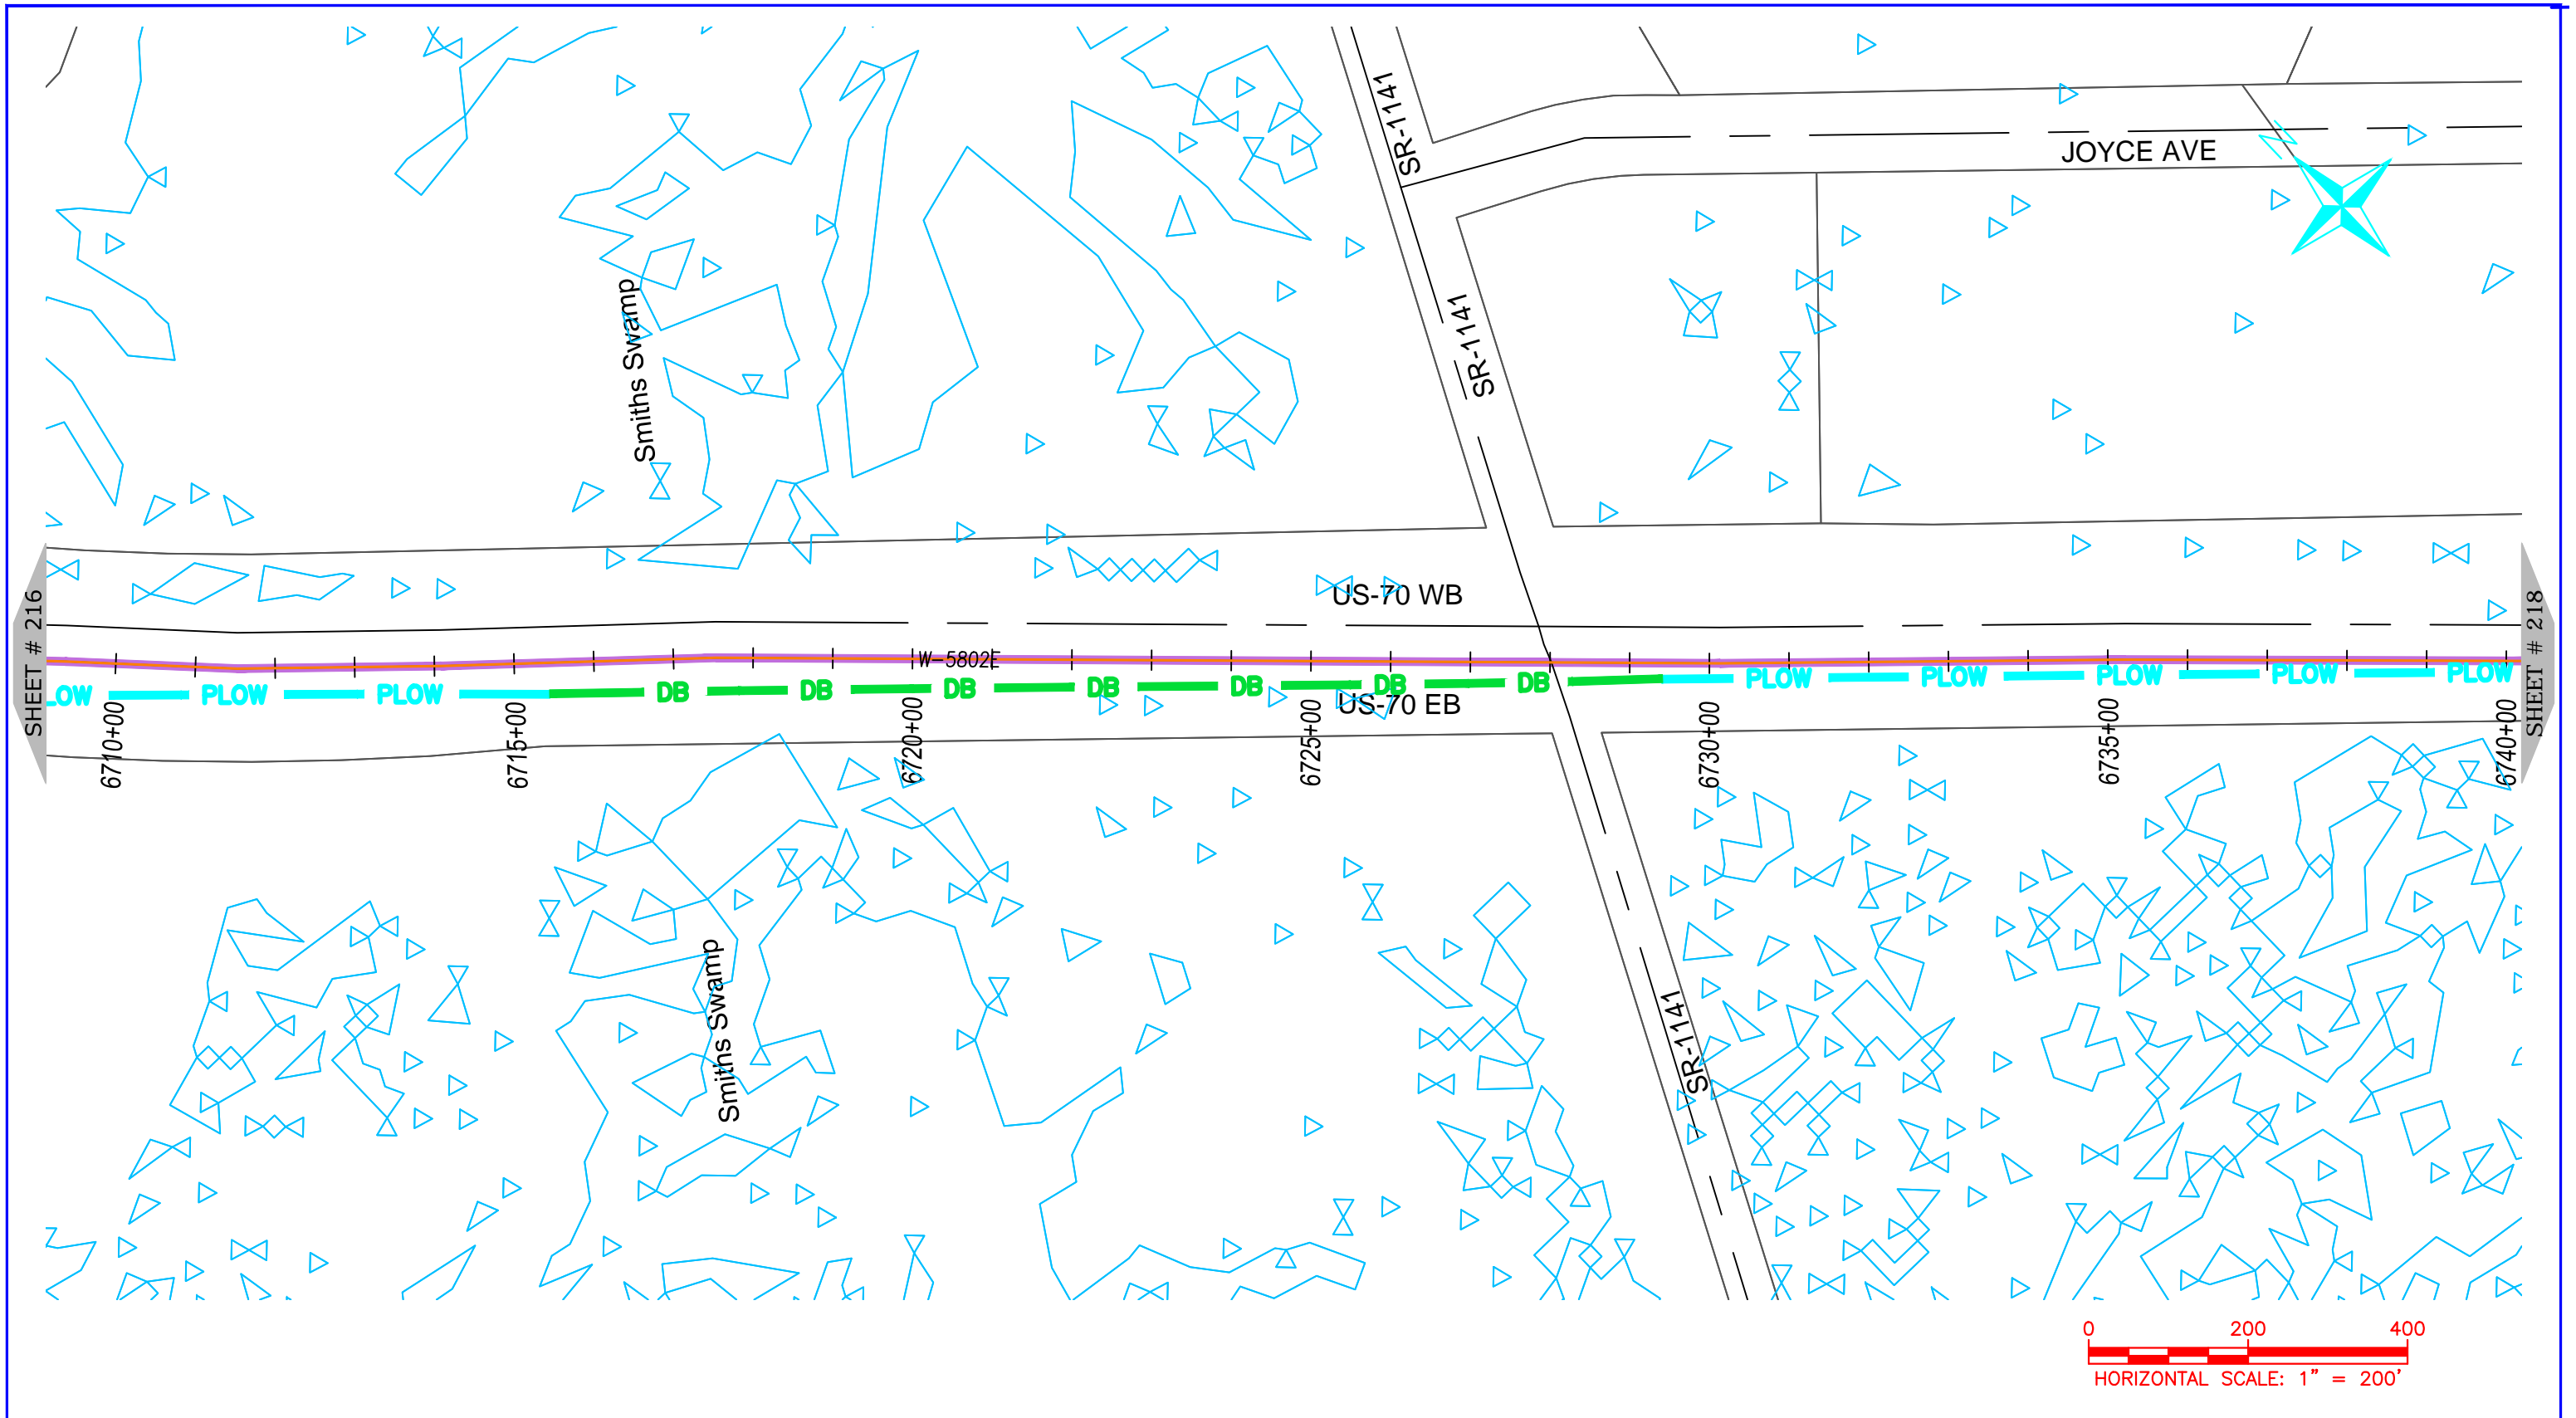 SR-1141
JOYCE AVE
Smiths Swamp
SR-1141
US-70 WB
SHEET # 216
SHEET # 218
W-5802E
LOW PLOW PLOW DB DB DB DB DB DB DB PLOW PLOW PLOW PLOW PLOW
US-70 EB
6710+00 6715+00 6720+00 6725+00 6730+00 6735+00 6740+00
Smiths Swamp
SR-1141
0 200 400
HORIZONTAL SCALE: 1" = 200'